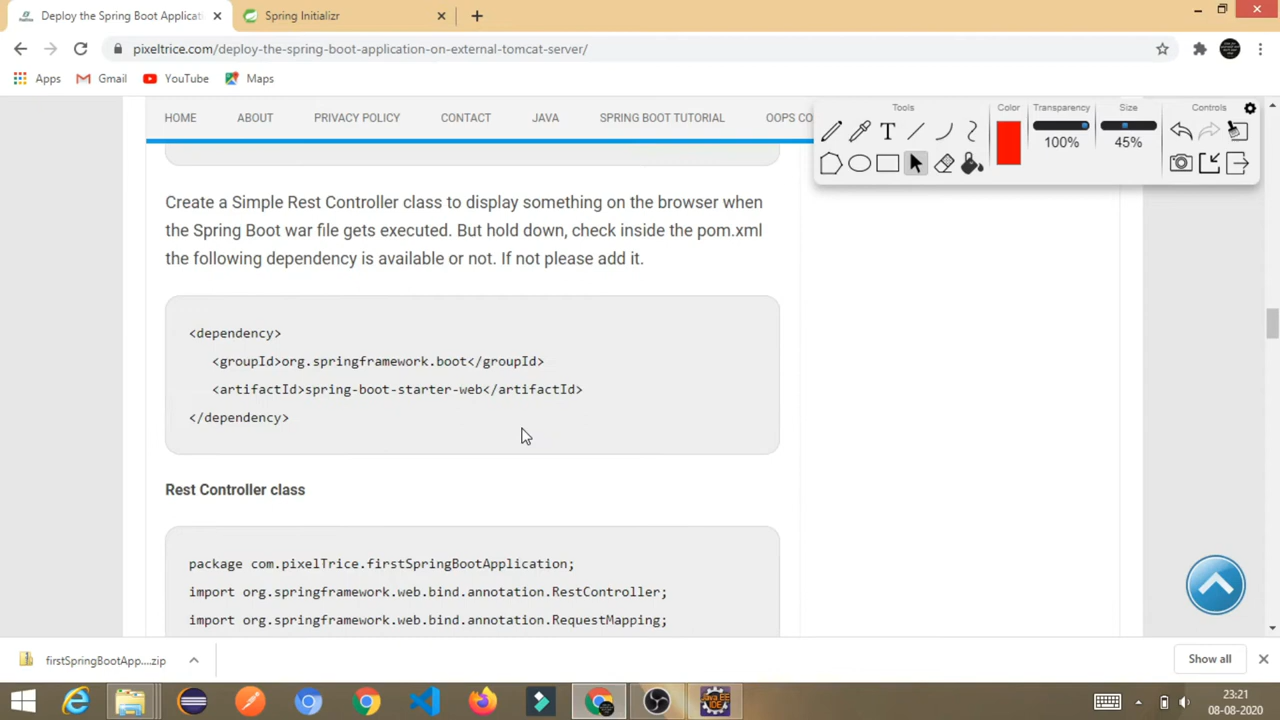 Deploy the Spring Boot Applicati
Spring Initializr
pixeltrice.com/deploy-the-spring-boot-application-on-external-tomcat-server/
Apps
Gmail
YouTube
Maps
HOME
ABOUT
PRIVACY POLICY
CONTACT
JAVA
SPRING BOOT TUTORIAL
OOPS CO
Tools
Color
Transparency
Size
Controls
T
100%
45%
Create a Simple Rest Controller class to display something on the browser when
the Spring Boot war file gets executed. But hold down, check inside the pom.xml
the following dependency is available or not. If not please add it.
<dependency>
<groupId>org.springframework.boot</groupId>
<artifactId>spring-boot-starter-web</artifactId>
</dependency>
Rest Controller class
package com.pixelTrice.firstSpringBootApplication;
import org.springframework.web.bind.annotation.RestController;
import org.springframework.web.bind.annotation.RequestMapping;
firstSpringBootApp....zip
Show all
Java EE
IDE
23:21
08-08-2020